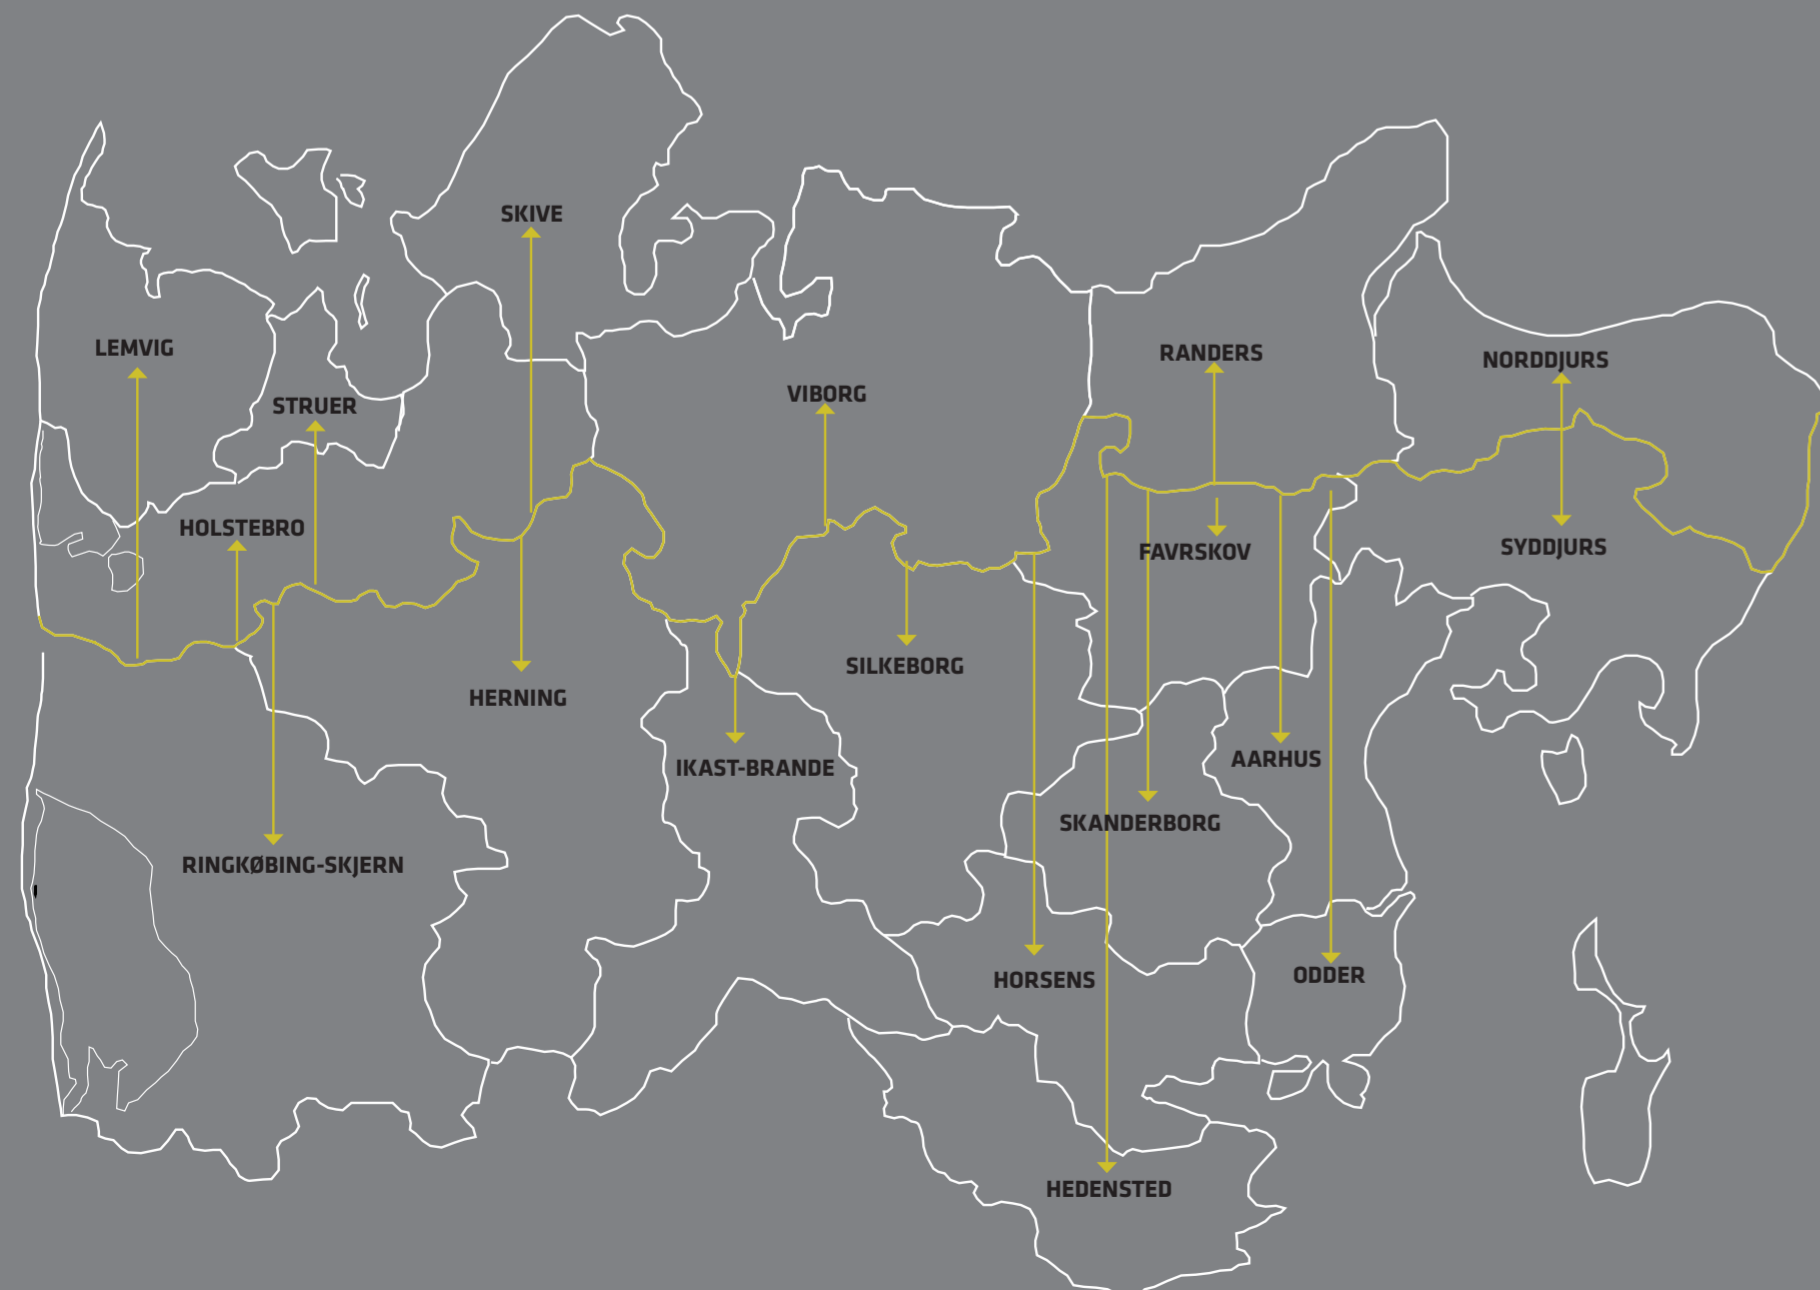 SKIVE
LEMVIG
RANDERS
NORDDJURS
VIBORG
STRUER
HOLSTEBRO
SYDDJURS
FAVRSKOV
SILKEBORG
HERNING
AARHUS
IKAST-BRANDE
SKANDERBORG
RINGKØBING-SKJERN
ODDER
HORSENS
HEDENSTED